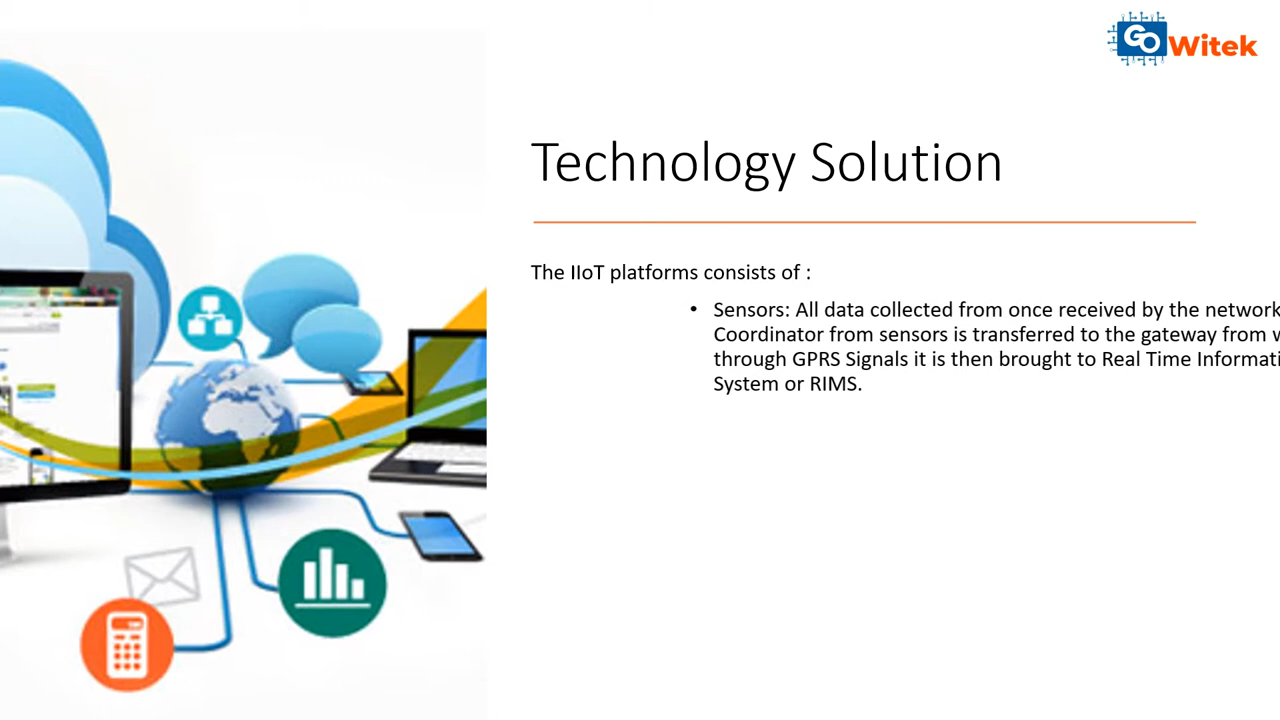 GO Witek
Technology Solution
The IIoT platforms consists of :
• Sensors: All data collected from once received by the network
Coordinator from sensors is transferred to the gateway from
through GPRS Signals it is then brought to Real Time
System or RIMS.